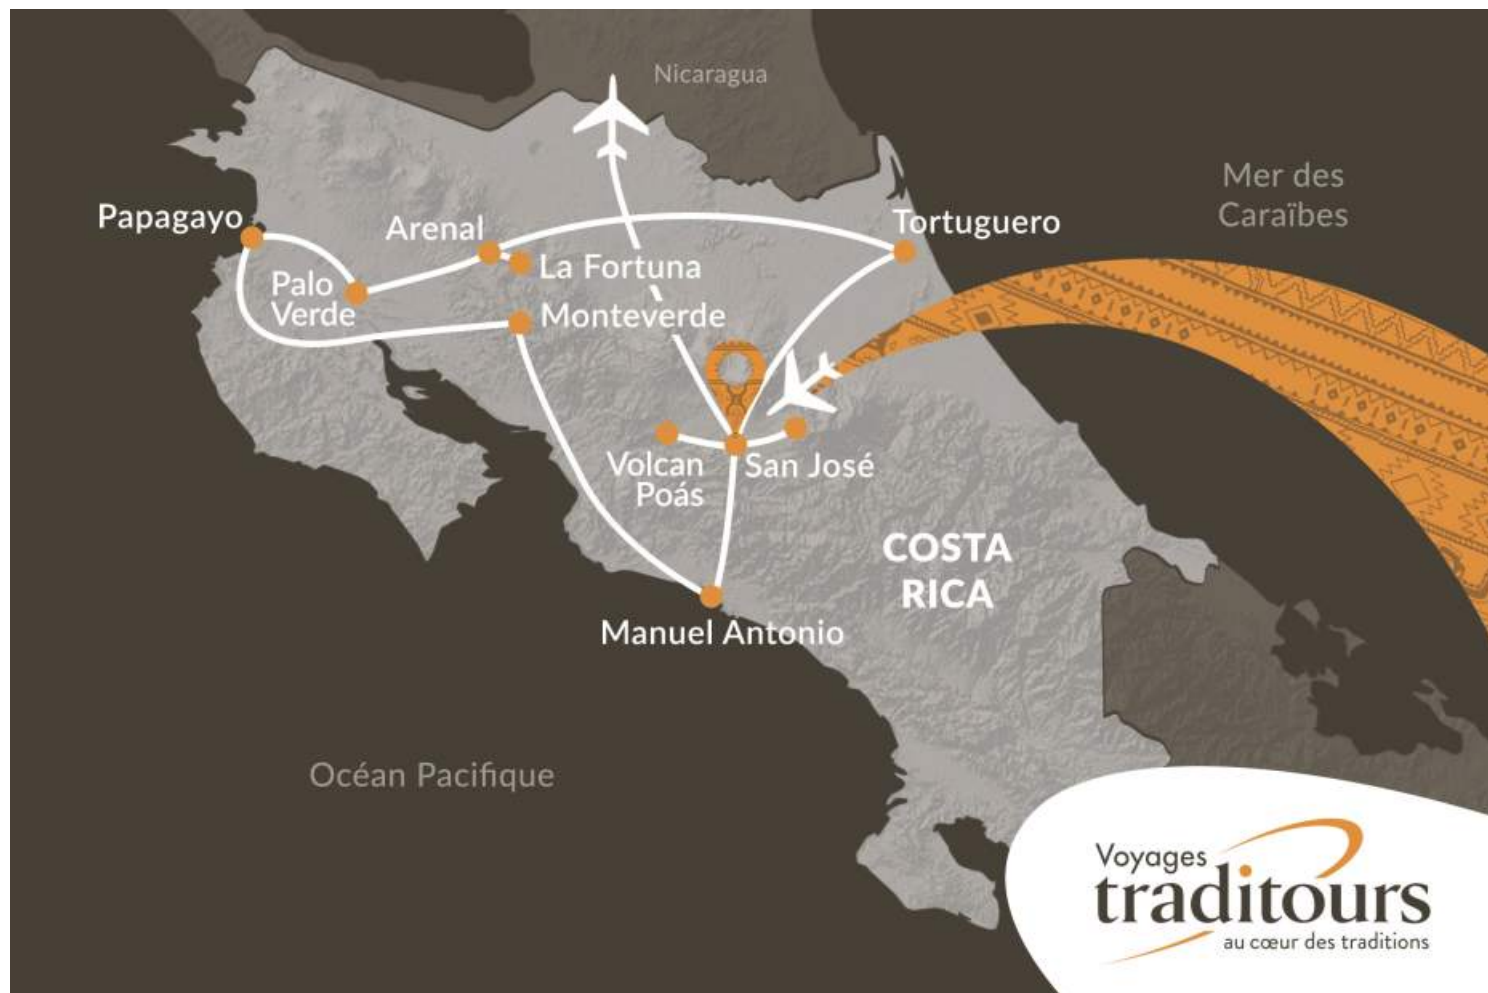 Nicaragua
Mer des
Caraïbes
Papagayo
Arenal
Tortuguero
La Fortuna
Palo
Verde
Monteverde
Volcan
Poás
San José
COSTA
RICA
Manuel Antonio
Océan Pacifique
Voyages
traditours
au cœur des traditions